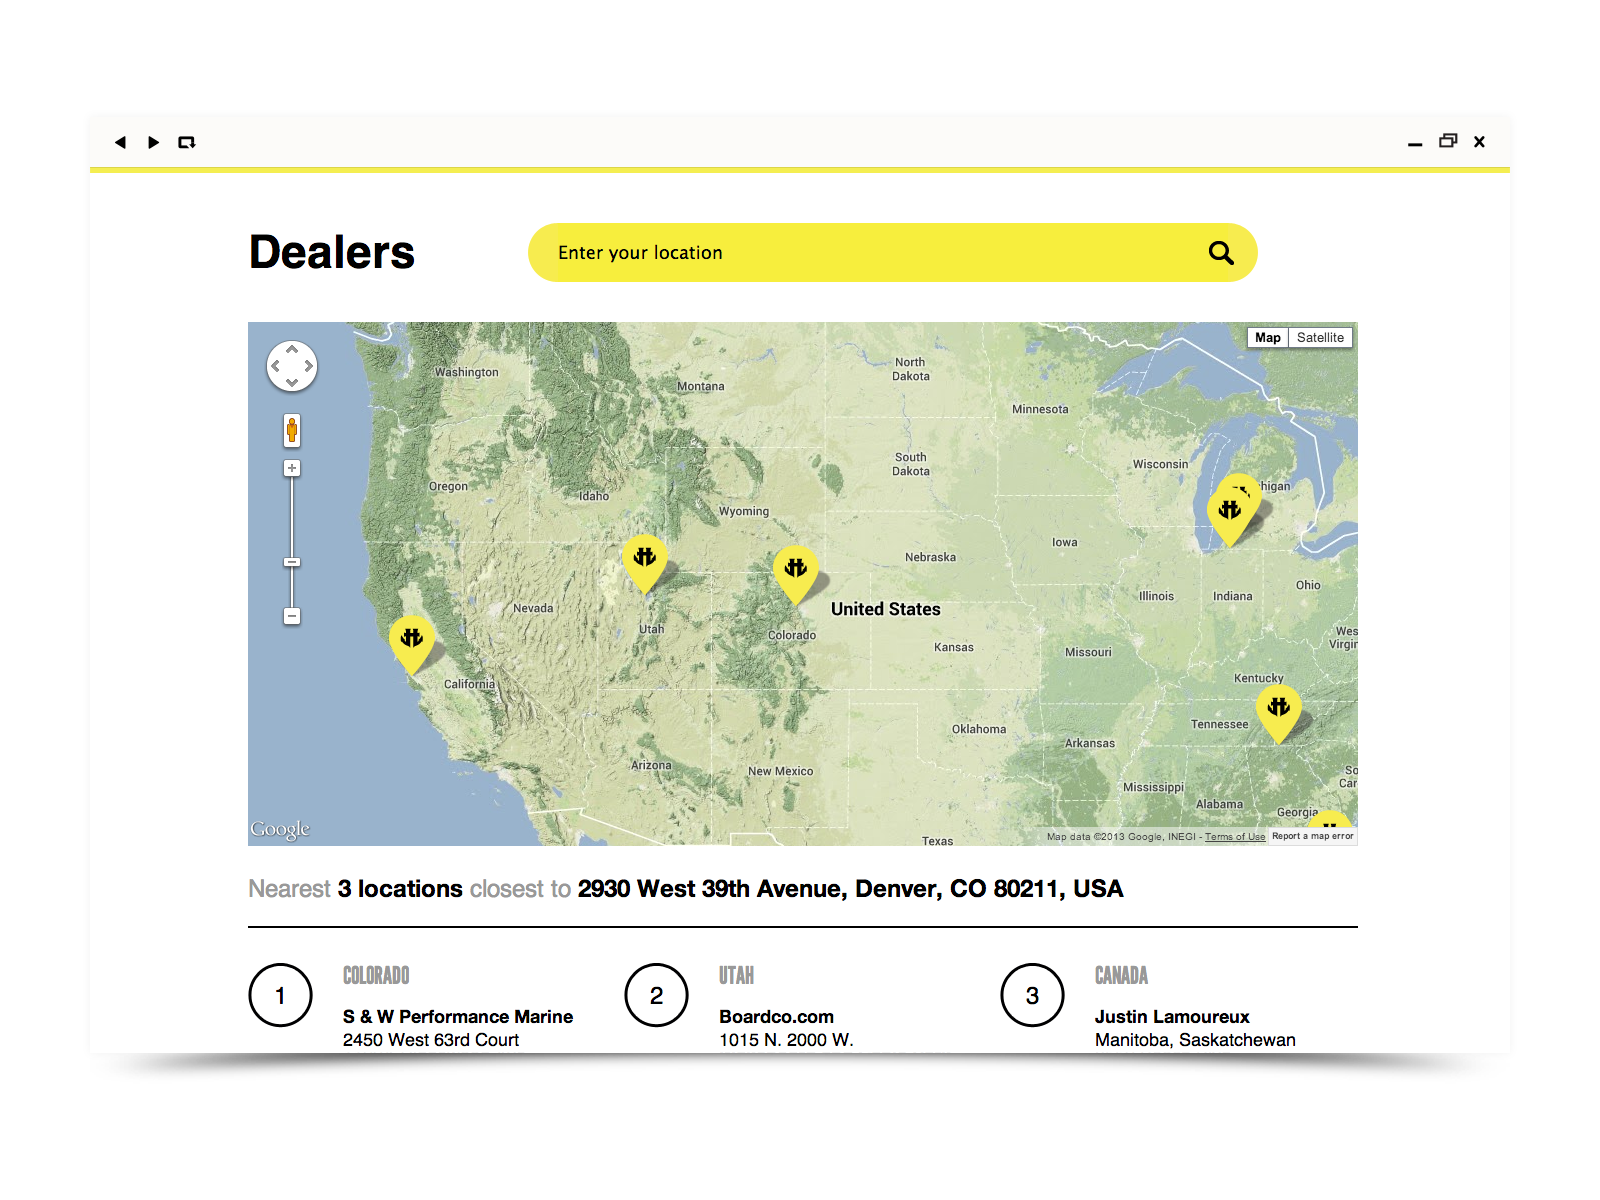 Dealers
Enter your location
Map Satellite
Washington
Montana
North
Dakota
Minnesota
Oregon
Idaho
Wyoming
South
Dakota
Wisconsin
higan
Nevada
Utah
Colorado
Nebraska
Iowa
United States
Illinois
Indiana
Ohio
California
Kansas
Missouri
Wes
Virgin
Kentucky
Tennessee
Arizona
New Mexico
Oklahoma
Arkansas
Mississippi
Alabama
Georgia
So
Car
Texas
Google
Map data ©2013 Google, INEGI - Terms of Use Report a map error
Nearest 3 locations closest to 2930 West 39th Avenue, Denver, CO 80211, USA
1
COLORADO
S & W Performance Marine
2450 West 63rd Court
2
UTAH
Boardco.com
1015 N. 2000 W.
3
CANADA
Justin Lamoureux
Manitoba, Saskatchewan